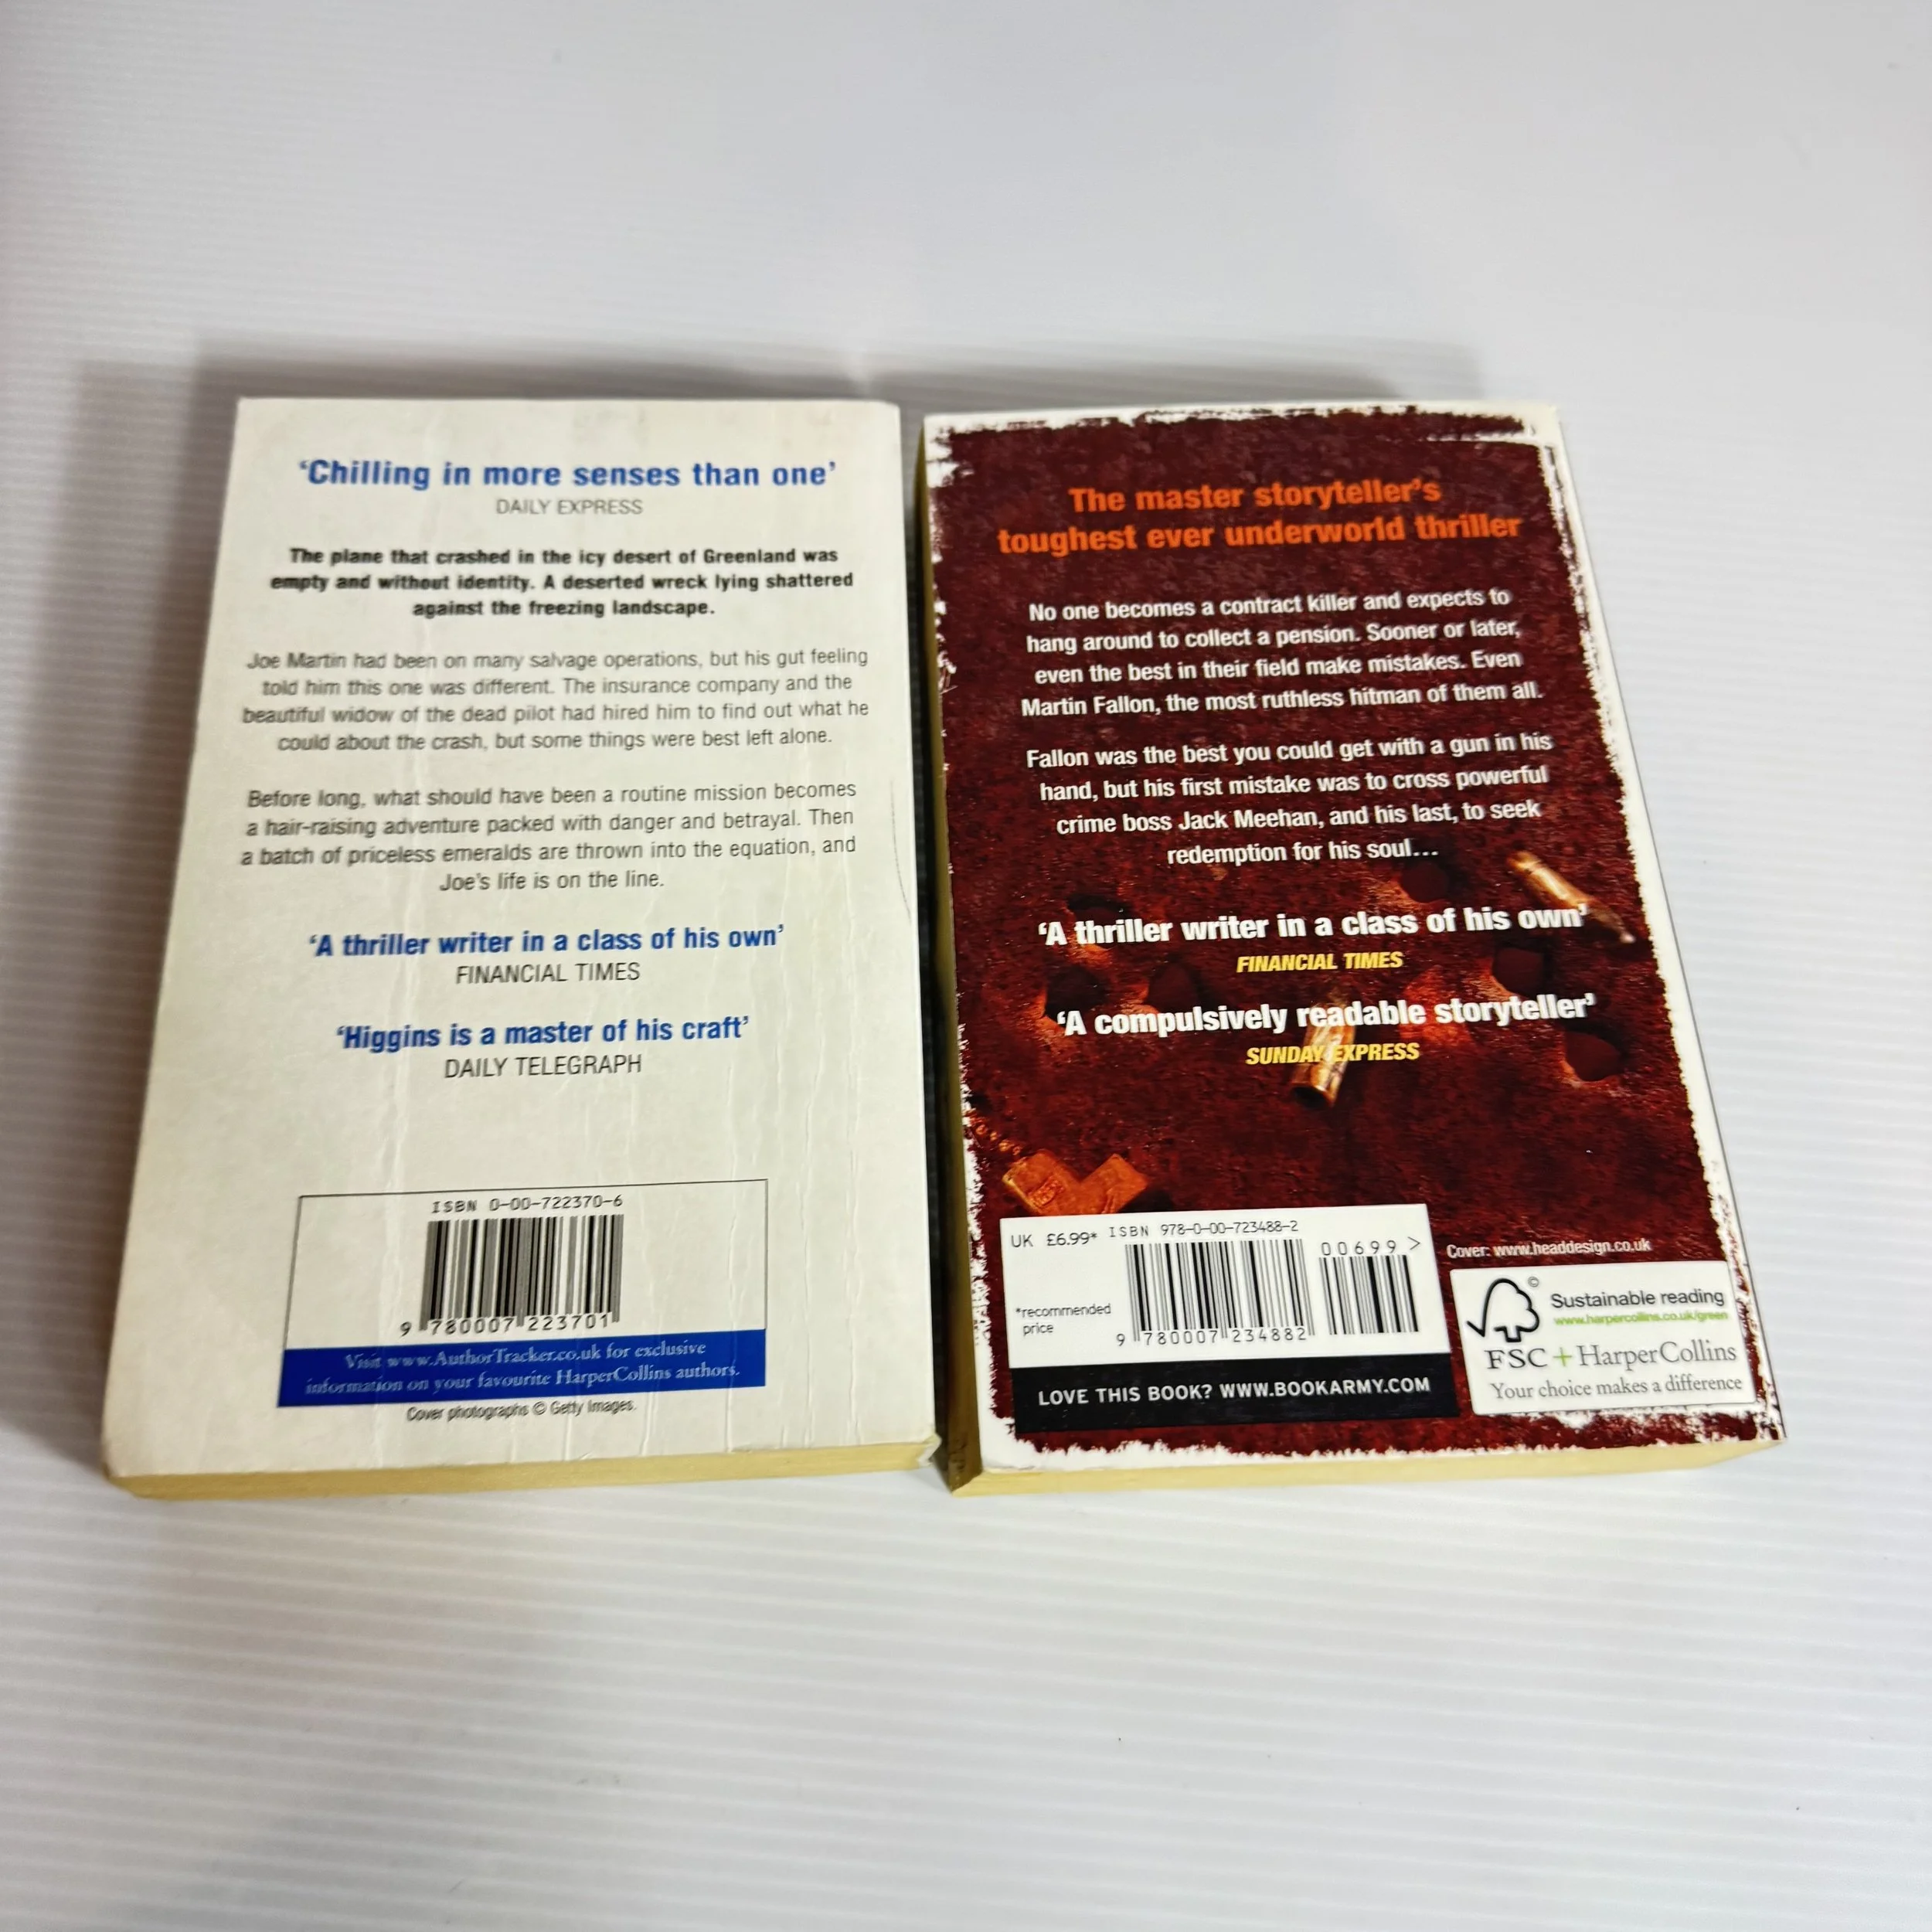 ‘Chilling in more senses than one’
DAILY EXPRESS
The plane that crashed in the icy desert of Greenland was
empty and without identity. A deserted wreck lying shattered
against the freezing landscape.
Joe Martin had been on many salvage operations, but his gut feeling
told him this one was different. The insurance company and the
beautiful widow of the dead pilot had hired him to find out what he
could about the crash, but some things were best left alone.
Before long, what should have been a routine mission becomes
a hair-raising adventure packed with danger and betrayal. Then
a batch of priceless emeralds are thrown into the equation, and
Joe's life is on the line.
‘A thriller writer in a class of his own’
FINANCIAL TIMES
‘Higgins is a master of his craft’
DAILY TELEGRAPH
ISBN 0-00-722370-6
9 780007 223701
Visit www.AuthorTracker.co.uk for exclusive
information on your favourite HarperCollins authors.
Cover photographs © Getty Images.
The master storyteller's
toughest ever underworld thriller
No one becomes a contract killer and expects to
hang around to collect a pension. Sooner or later,
even the best in their field make mistakes. Even
Martin Fallon, the most ruthless hitman of them all.
Fallon was the best you could get with a gun in his
hand, but his first mistake was to cross powerful
crime boss Jack Meehan, and his last, to seek
redemption for his soul...
‘A thriller writer in a class of his own’
FINANCIAL TIMES
‘A compulsively readable storyteller’
SUNDAY EXPRESS
UK £6.99* ISBN 978-0-00-723488-2
00699 >
*recommended
price
9 780007 234882
LOVE THIS BOOK? WWW.BOOKARMY.COM
Cover: www.headdesign.co.uk
©
Sustainable reading
www.harpercollins.co.uk/green
FSC + HarperCollins
Your choice makes a difference